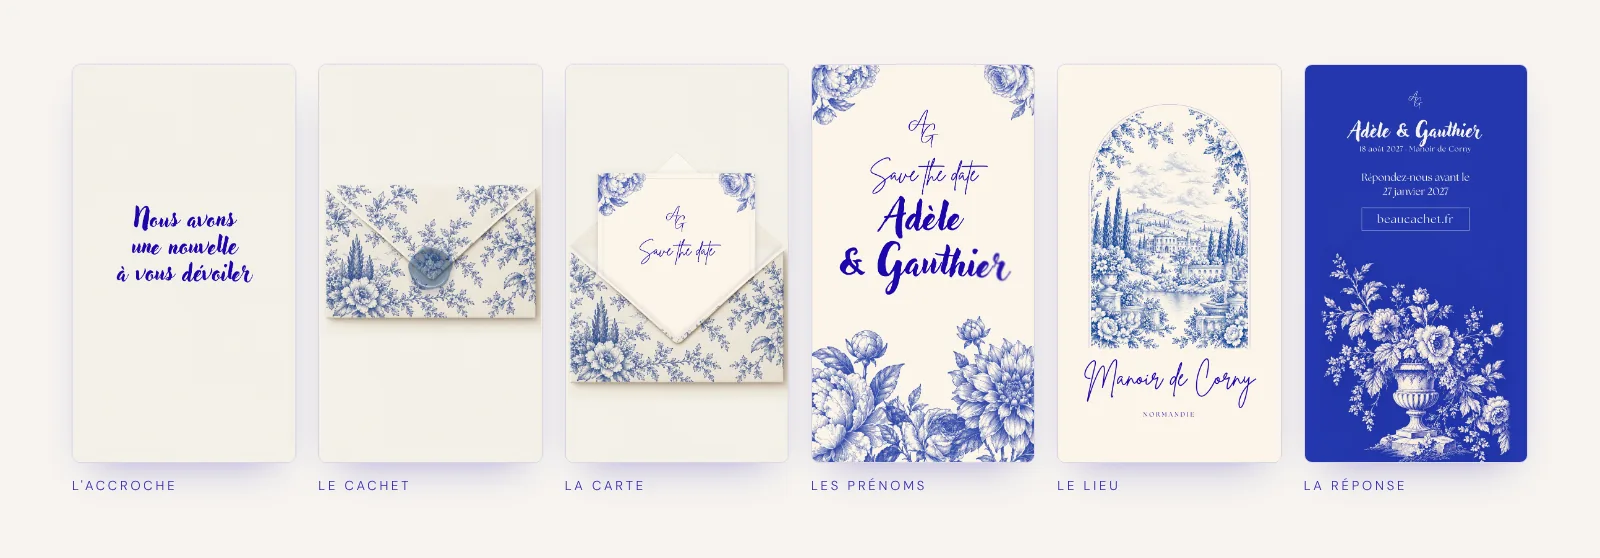 Nous avons
une nouvelle
à vous dévoiler
L'ACCROCHE
LE CACHET
AG
Save the date
LA CARTE
AG
Save the date
Adèle
& Gauthier
LES PRÉNOMS
Manoir de Corny
NORMANDIE
LE LIEU
AG
Adèle & Gauthier
18 août 2027 · Manoir de Corny
Répondez-nous avant le
27 janvier 2027
beaucachet.fr
LA RÉPONSE